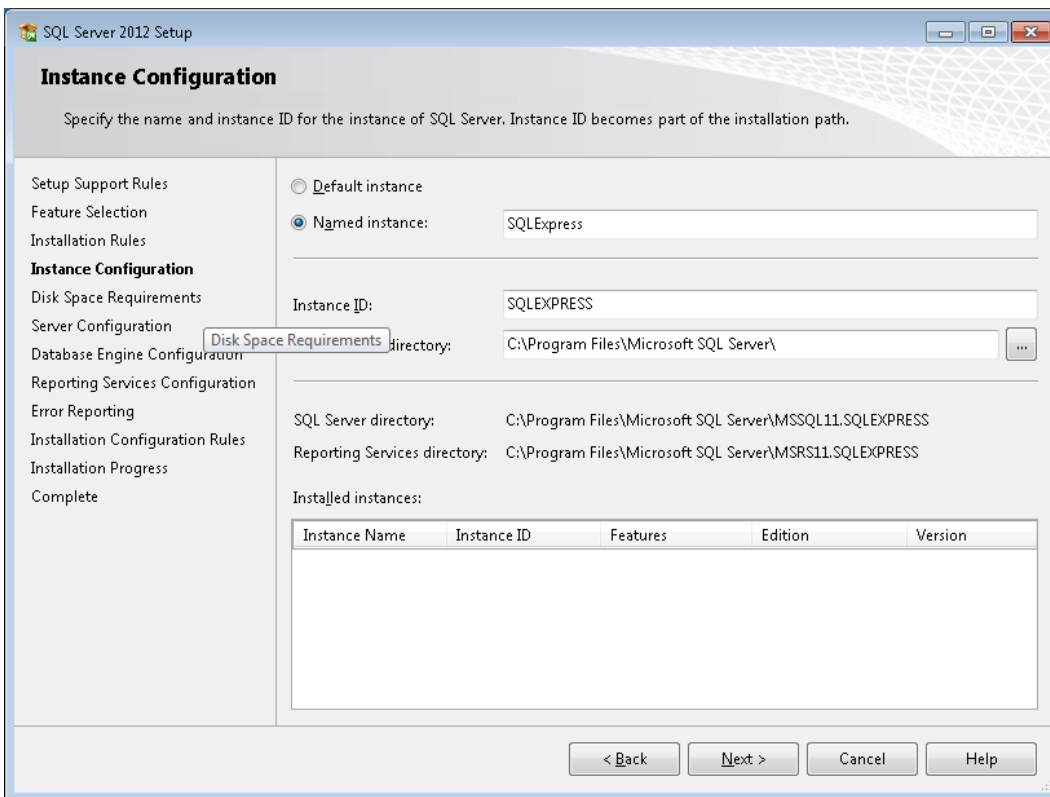 SQL Server 2012 Setup
Instance Configuration
Specify the name and instance ID for the instance of SQL Server. Instance ID becomes part of the installation path.
Setup Support Rules
Feature Selection
Installation Rules
Instance Configuration
Disk Space Requirements
Server Configuration
Database Engine Configuration
Reporting Services Configuration
Error Reporting
Installation Configuration Rules
Installation Progress
Complete
Disk Space Requirements
Default instance
Named instance: SQLExpress
Instance ID: SQLEXPRESS
directory: C:\Program Files\Microsoft SQL Server\ ...
SQL Server directory: C:\Program Files\Microsoft SQL Server\MSSQL11.SQLEXPRESS
Reporting Services directory: C:\Program Files\Microsoft SQL Server\MSRS11.SQLEXPRESS
Installed instances:
Instance Name Instance ID Features Edition Version
< Back Next > Cancel Help